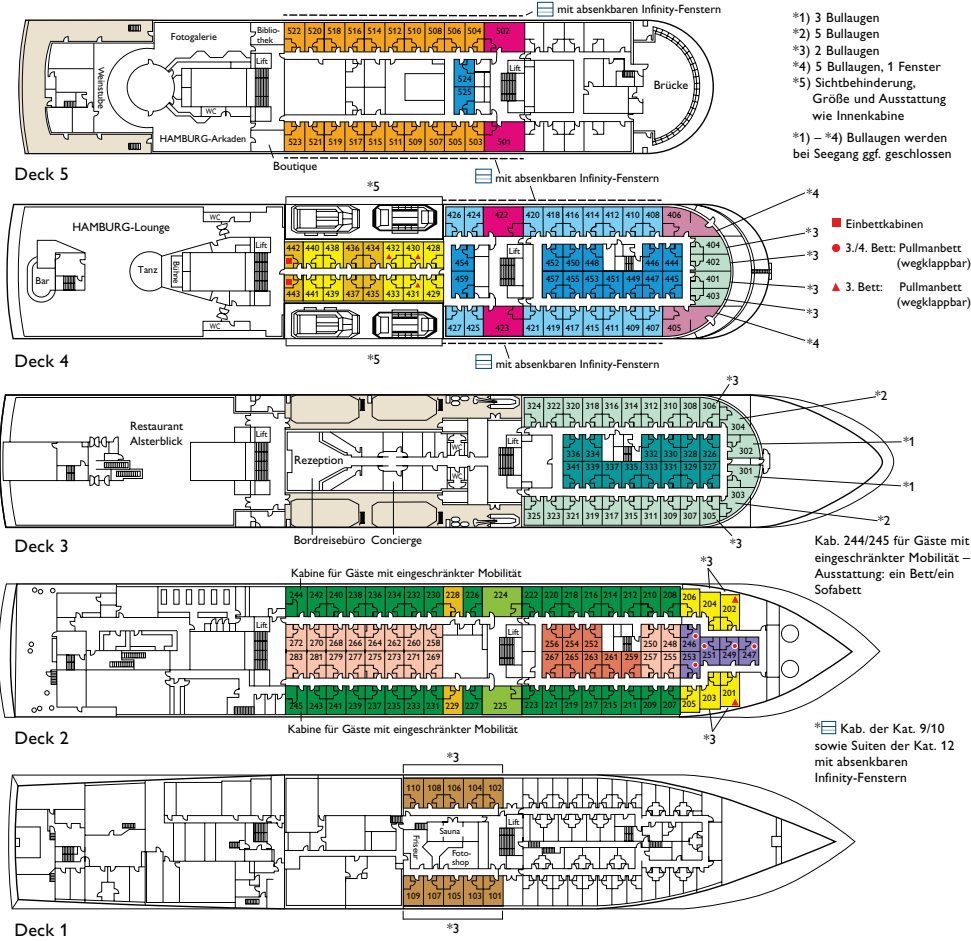 mit absenkbaren Infinity-Fenstern
Fotogalerie
Biblio-
thek
522 520 518 516 514 512 510 508 506 504 502
Lift
Lift
Weinstube
524
525
Brücke
WC
HAMBURG-Arkaden
523 521 519 517 515 511 509 507 505 503 501
Boutique
Deck 5
mit absenkbaren Infinity-Fenstern
*1) 3 Bullaugen
*2) 5 Bullaugen
*3) 2 Bullaugen
*4) 5 Bullaugen, 1 Fenster
*5) Sichtbehinderung,
Größe und Ausstattung
wie Innenkabine
*1) – *4) Bullaugen werden
bei Seegang ggf. geschlossen
*5
*4
WC
HAMBURG-Lounge
426 424 422 420 418 416 414 412 410 408 406
*3
Lift
Lift
442 440 438 436 434 432 430 428
404
402
401
403
*3
*3
Bar
Tanz
Bühne
454
459
452 450 448 446 444
457 455 453 451 449 447 445
443 441 439 437 435 433 431 429
WC
427 425 423 421 419 417 415 411 409 407 405
*3
*4
*5
Deck 4
mit absenkbaren Infinity-Fenstern
Einbettkabinen
3./4. Bett: Pullmanbett
(wegklappbar)
3. Bett: Pullmanbett
(wegklappbar)
*3
*2
Restaurant
Alsterblick
324 322 320 318 316 314 312 310 308 306
304
302
*1
Lift
Lift
WC
Rezeption
336 334 332 330 328 326
341 339 337 335 333 331 329 327
301
303
*1
WC
325 323 321 319 317 315 311 309 307 305
*2
*3
Deck 3
Bordreisebüro Concierge
Kab. 244/245 für Gäste mit
eingeschränkter Mobilität –
Ausstattung: ein Bett/ein
Sofabett
Kabine für Gäste mit eingeschränkter Mobilität
*3
244 242 240 238 236 234 232 230 228 226 224 222 220 218 216 214 212 210 208 206 204 202
Lift
Lift
272 270 268 266 264 262 260 258
256 254 252 250 248 246
283 281 279 277 275 273 271 269
267 265 263 261 259 257 255 253 251 249 247
245 243 241 239 237 235 233 231 229 227 225 223 221 219 217 215 211 209 207 205 203 201
Kabine für Gäste mit eingeschränkter Mobilität
*3
Deck 2
* Kab. der Kat. 9/10
sowie Suiten der Kat. 12
mit absenkbaren
Infinity-Fenstern
*3
110 108 106 104 102
Lift
Sauna
Friseur
Foto-
shop
109 107 105 103 101
*3
Deck 1